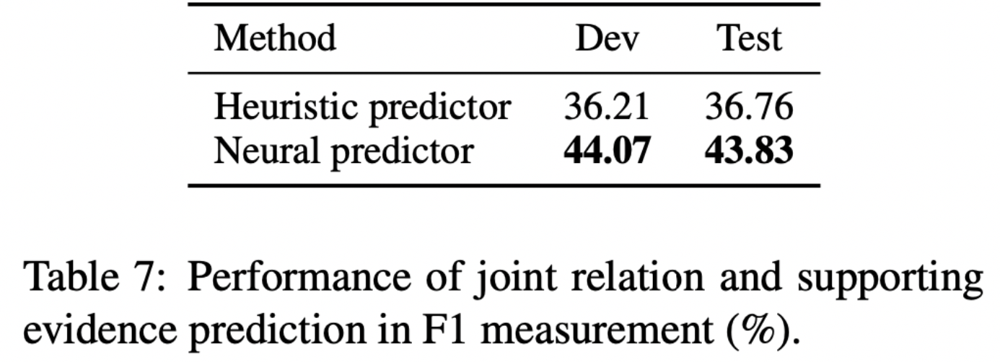 Method Dev Test
Heuristic predictor 36.21 36.76
Neural predictor 44.07 43.83
Table 7: Performance of joint relation and supporting
evidence prediction in F1 measurement (%).